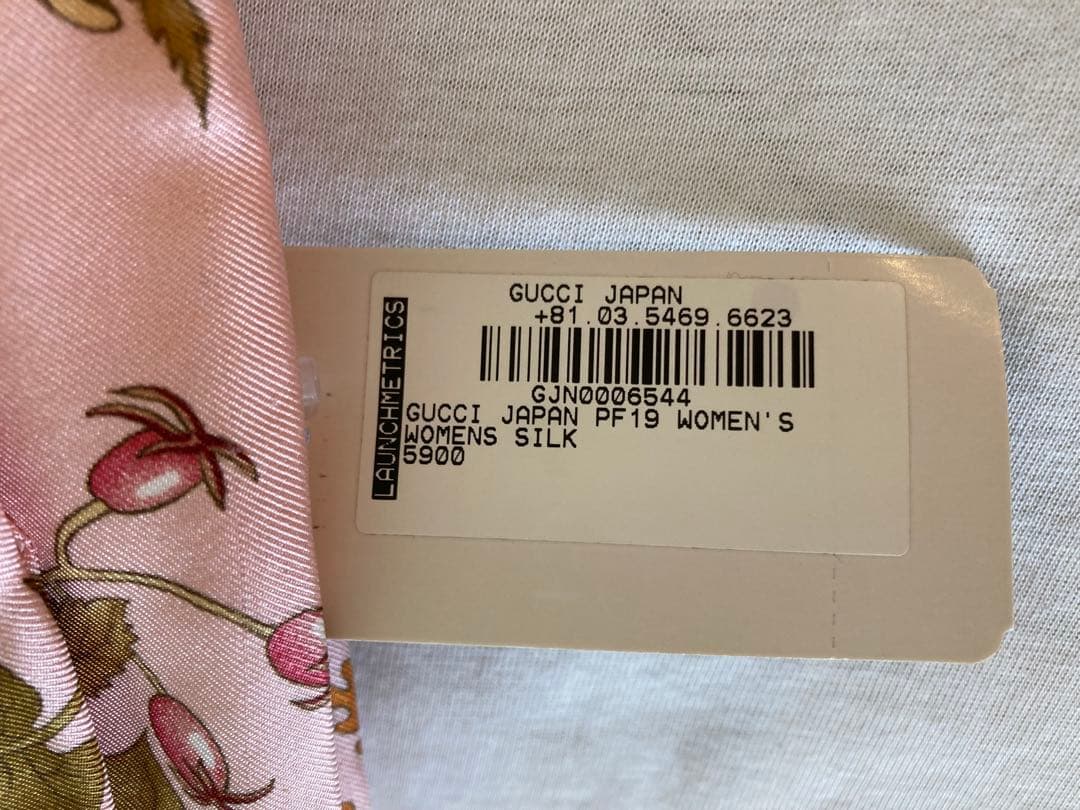 GUCCI JAPAN
+81.03.5469.6623
GJN0006544
GUCCI JAPAN PF19 WOMEN'S
WOMENS SILK
5900
LAUNCHMETRICS